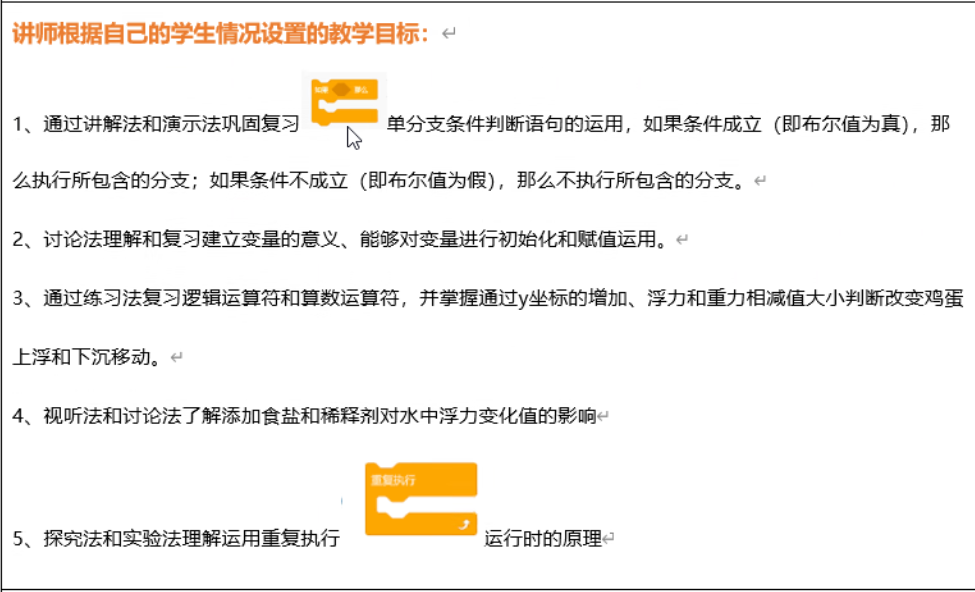 讲师根据自己的学生情况设置的教学目标：
如果 那么
1、通过讲解法和演示法巩固复习 单分支条件判断语句的运用，如果条件成立（即布尔值为真），那
么执行所包含的分支；如果条件不成立（即布尔值为假），那么不执行所包含的分支。
2、讨论法理解和复习建立变量的意义、能够对变量进行初始化和赋值运用。
3、通过练习法复习逻辑运算符和算数运算符，并掌握通过y坐标的增加、浮力和重力相减值大小判断改变鸡蛋
上浮和下沉移动。
4、视听法和讨论法了解添加食盐和稀释剂对水中浮力变化值的影响
重复执行
5、探究法和实验法理解运用重复执行 运行时的原理